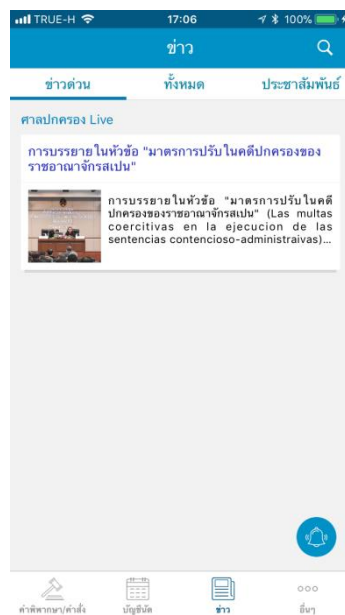 TRUE-H 17:06 100%
ข่าว
ข่าวด่วน ทั้งหมด ประชาสัมพันธ์
ศาลปกครอง Live
การบรรยายในหัวข้อ "มาตรการปรับในคดีปกครองของ
ราชอาณาจักรสเปน"
การบรรยายในหัวข้อ "มาตรการปรับในคดี
ปกครองของราชอาณาจักรสเปน" (Las multas
coercitivas en la ejecucion de las
sentencias contencioso-administraivas)...
คำพิพากษา/คำสั่ง บัญชีนัด ข่าว อื่นๆ